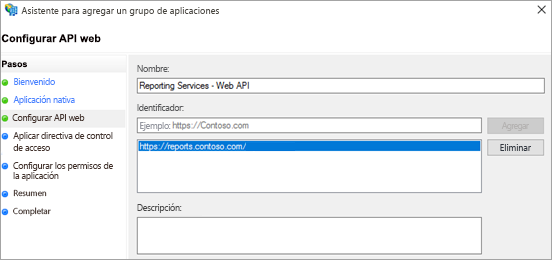 Asistente para agregar un grupo de aplicaciones
Configurar API web
Pasos
Bienvenido
Aplicación nativa
Configurar API web
Aplicar directiva de control
de acceso
Configurar los permisos de
la aplicación
Resumen
Completar
Nombre:
Reporting Services - Web API
Identificador:
Ejemplo: https://Contoso.com
Agregar
https://reports.contoso.com/
Eliminar
Descripción: